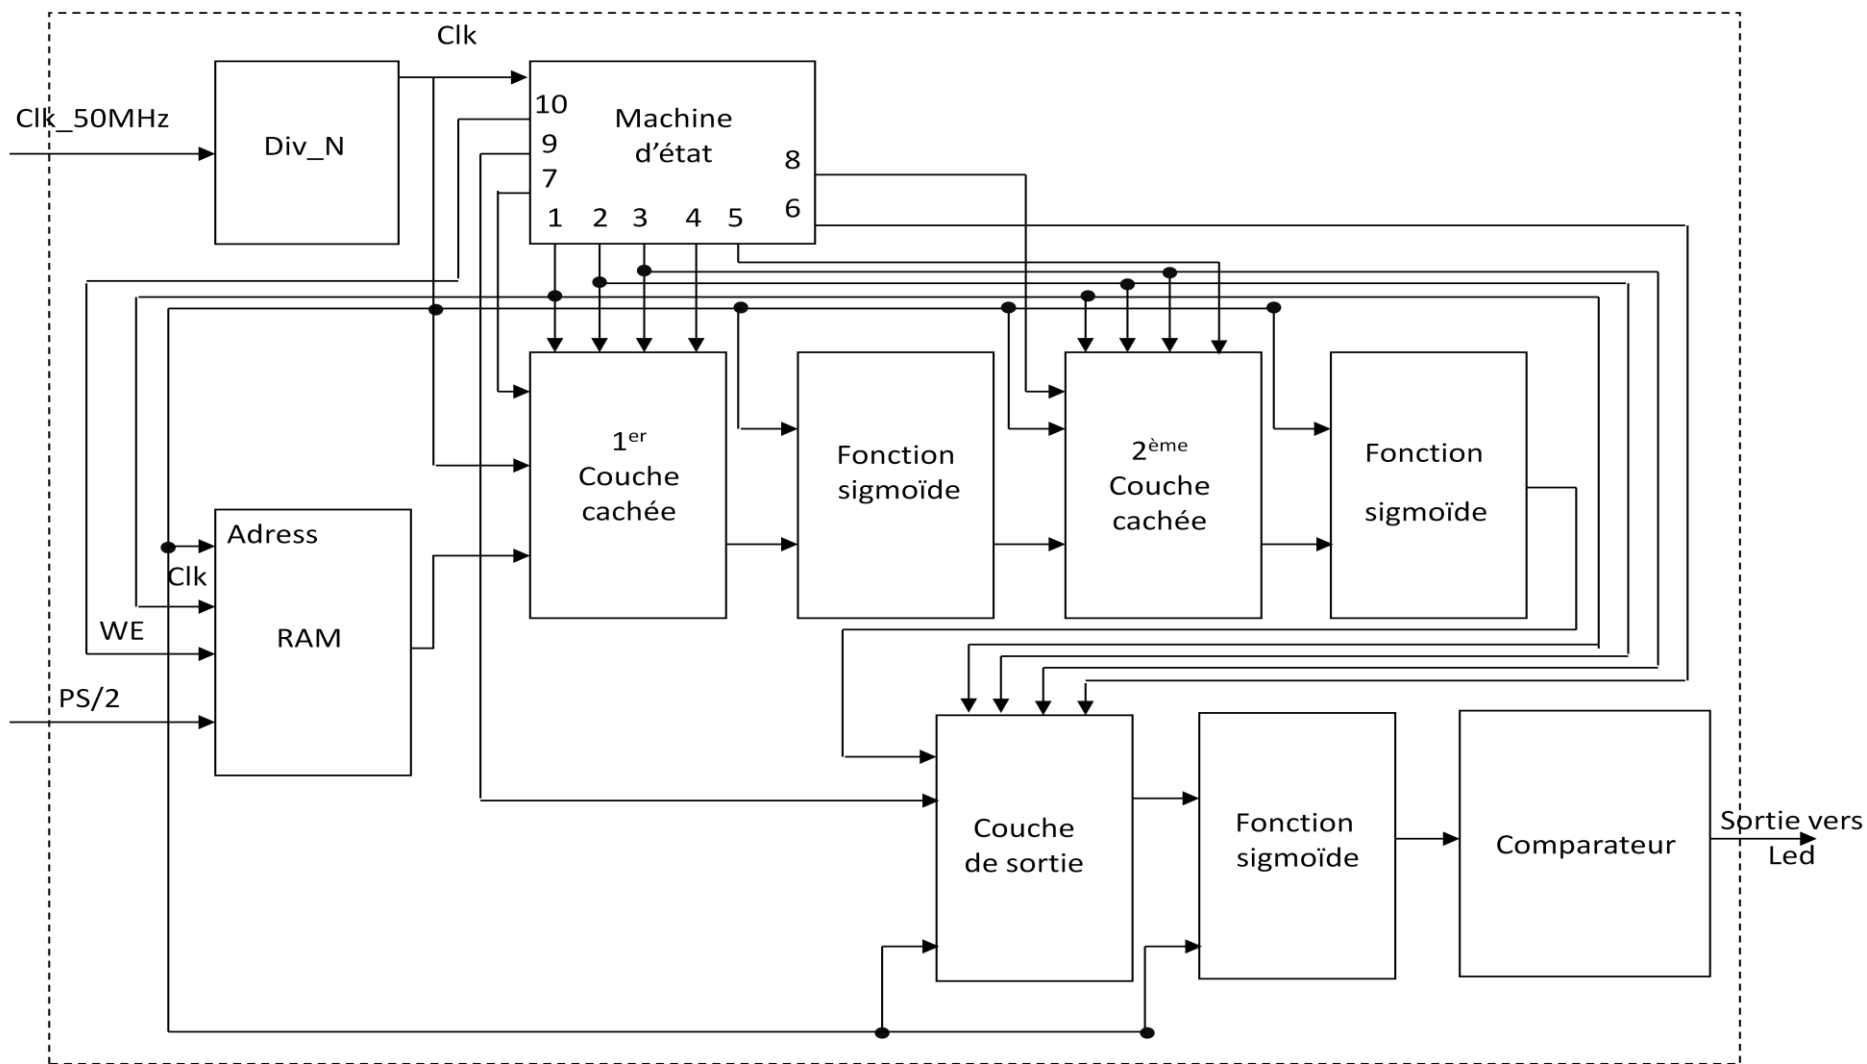 Clk
Clk_50MHz
Div_N
10
9
7
Machine
d'état
8
6
1 2 3 4 5
1er
Couche
cachée
Fonction
sigmoïde
2ème
Couche
cachée
Fonction
sigmoïde
Adress
Clk
WE
RAM
PS/2
Couche
de sortie
Fonction
sigmoïde
Comparateur
Sortie vers
Led